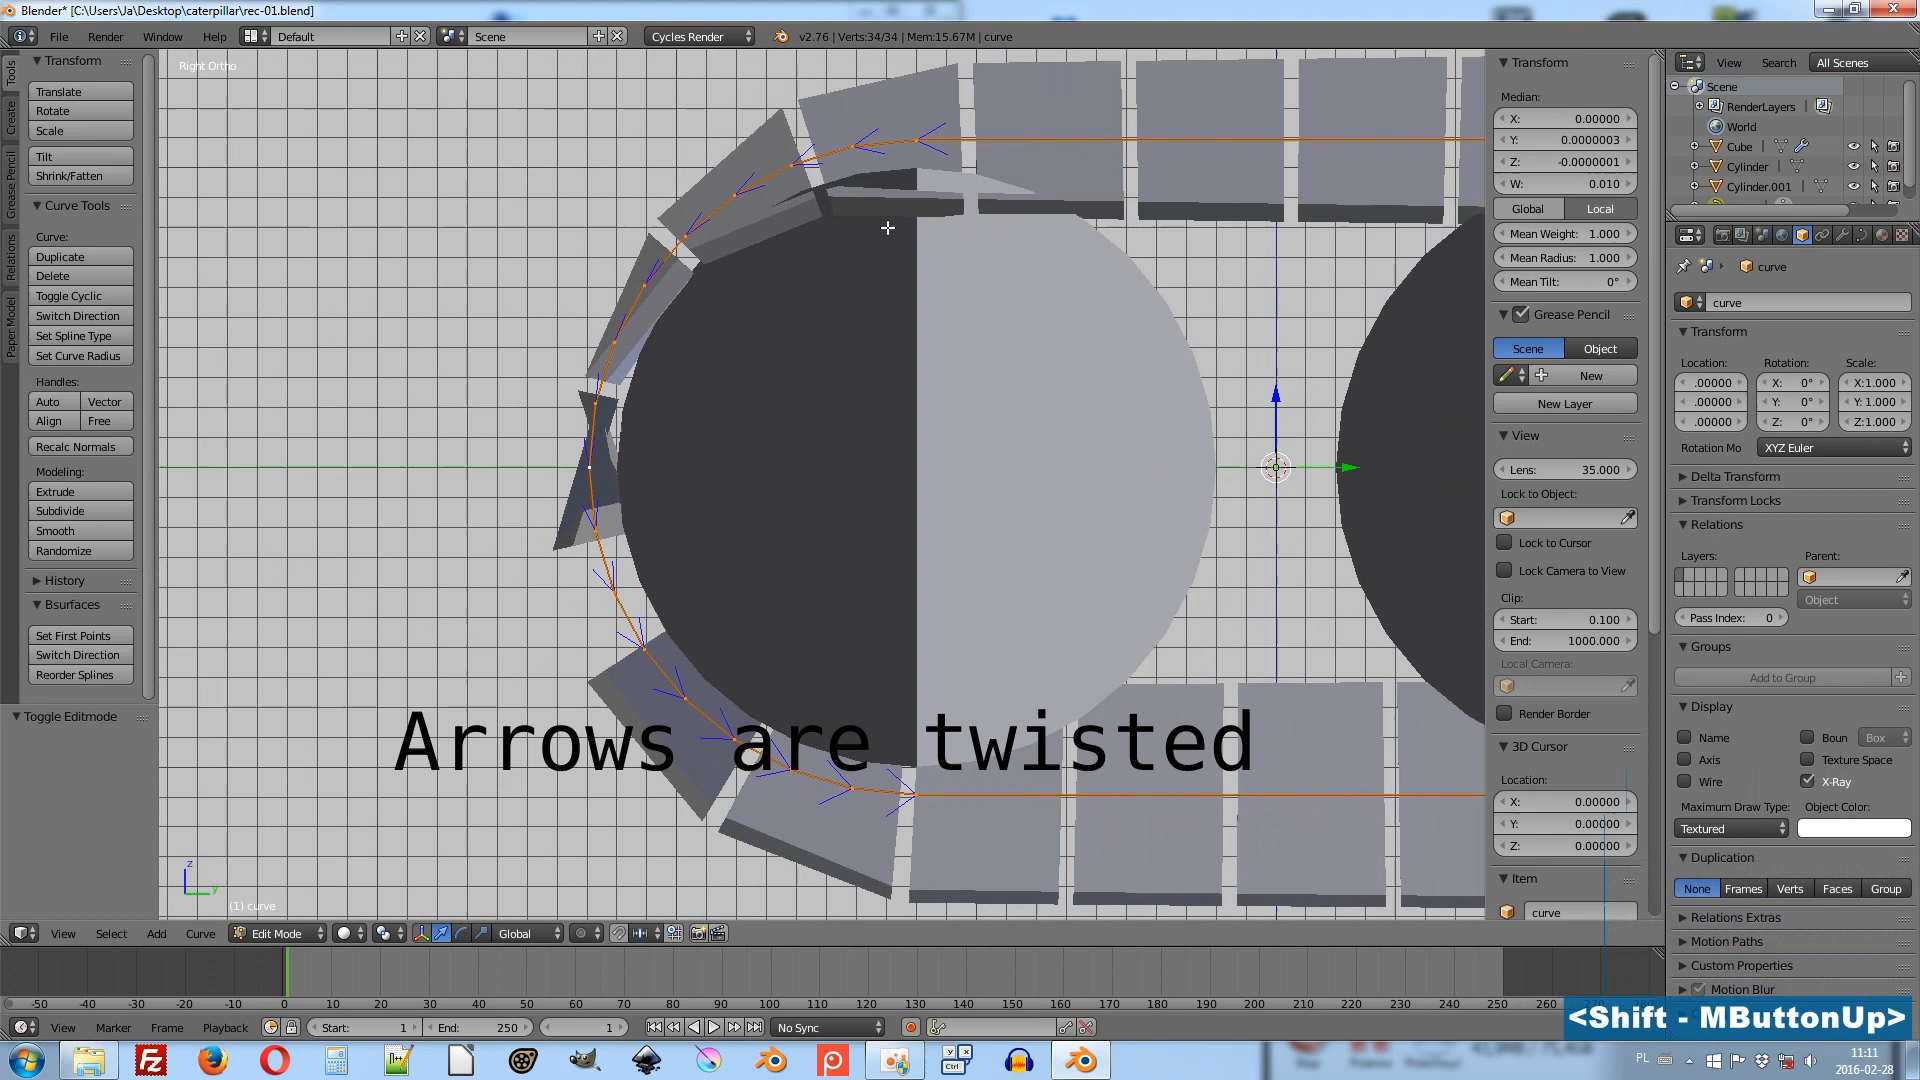 Blender* [C:\Users\Ja\Desktop\caterpillar\rec-01.blend]
File Render Window Help Default Scene Cycles Render v2.76 | Verts:34/34 | Mem:15.67M | curve
Tools
Create
Grease Pencil
Relations
Paper Model
Transform
Translate
Rotate
Scale
Tilt
Shrink/Fatten
Curve Tools
Curve:
Duplicate
Delete
Toggle Cyclic
Switch Direction
Set Spline Type
Set Curve Radius
Handles:
Auto Vector
Align Free
Recalc Normals
Modeling:
Extrude
Subdivide
Smooth
Randomize
History
Bsurfaces
Set First Points
Switch Direction
Reorder Splines
Toggle Editmode
Right Ortho
Arrows are twisted
z
y
(1) curve
Transform
Median:
X: 0.00000
Y: 0.0000003
Z: -0.0000001
W: 0.010
Global Local
Mean Weight: 1.000
Mean Radius: 1.000
Mean Tilt: 0°
Grease Pencil
Scene Object
New
New Layer
View
Lens: 35.000
Lock to Object:
Lock to Cursor
Lock Camera to View
Clip:
Start: 0.100
End: 1000.000
Local Camera:
Render Border
3D Cursor
Location:
X: 0.00000
Y: 0.00000
Z: 0.00000
Item
curve
View Search All Scenes
Scene
RenderLayers
World
Cube
Cylinder
Cylinder.001
curve
curve
Transform
Location: Rotation: Scale:
.00000 X: 0° X:1.000
.00000 Y: 0° Y: 1.000
.00000 Z: 0° Z:1.000
Rotation Mo XYZ Euler
Delta Transform
Transform Locks
Relations
Layers: Parent:
Object
Pass Index: 0
Groups
Add to Group
Display
Name Boun Box
Axis Texture Space
Wire X-Ray
Maximum Draw Type: Object Color:
Textured
Duplication
None Frames Verts Faces Group
Relations Extras
Motion Paths
Custom Properties
Motion Blur
View Select Add Curve Edit Mode Global
-50 -40 -30 -20 -10 0 10 20 30 40 50 60 70 80 90 100 110 120 130 140 150 160 170 180 190 200 210 220 230 240 250 260
View Marker Frame Playback Start: 1 End: 250 1 No Sync
<Shift - MButtonUp>
PL
11:11
2016-02-28